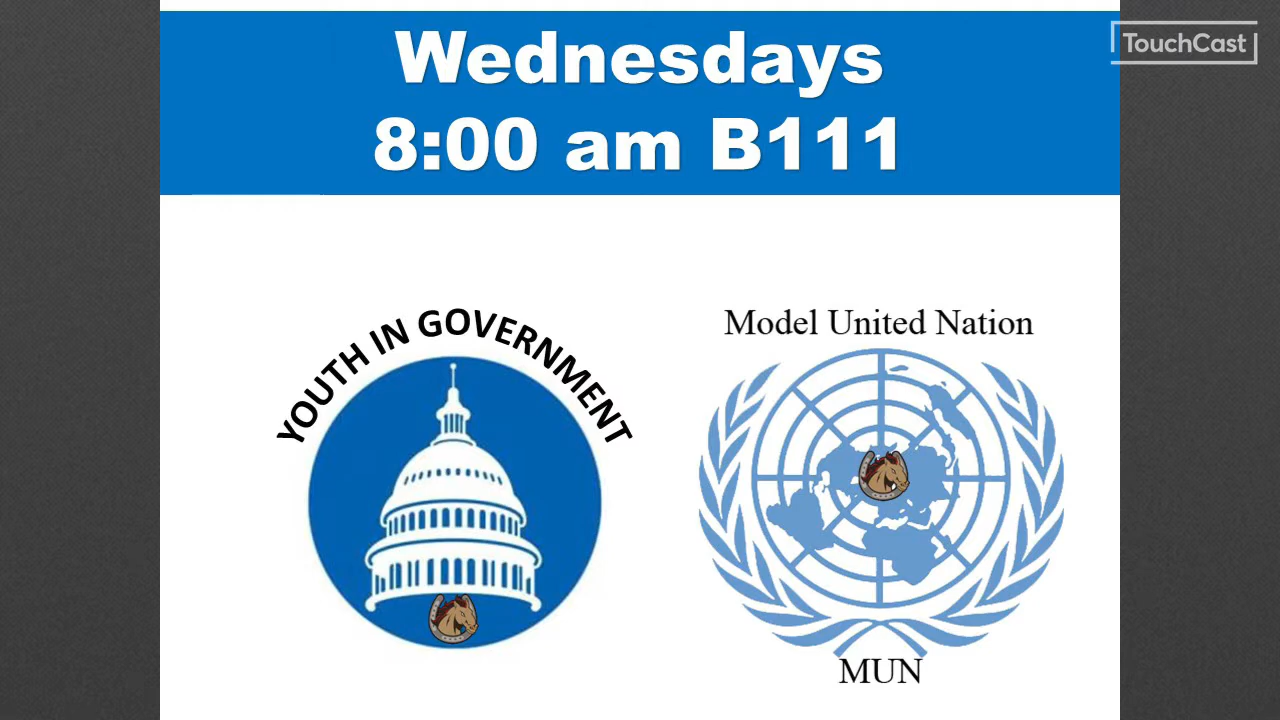 Wednesdays
8:00 am B111
TouchCast
YOUTH IN GOVERNMENT
Model United Nation
MUN